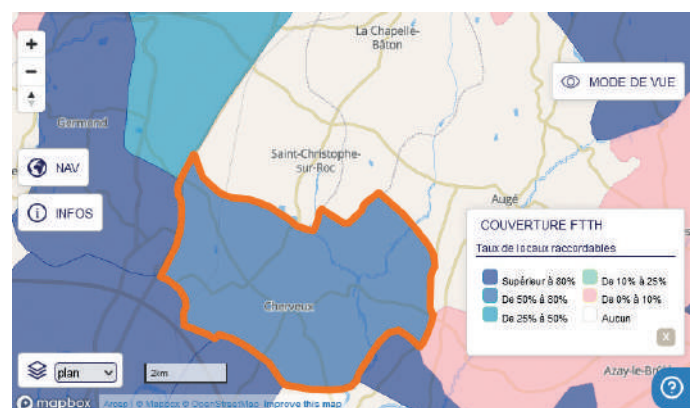 La Chapelle-
Bâton
MODE DE VUE
Germond
Saint-Christophe-
sur-Roc
NAV
Augé
INFOS
COUVERTURE FTTH
Taux de locaux raccordables
Supérieur à 80%
De 10% à 25%
De 50% à 80%
De 0% à 10%
De 25% à 50%
Aucun
X
Cherveux
plan
2km
Azay-le-Brûlé
mapbox
Arcep | © Mapbox © OpenStreetMap Improve this map